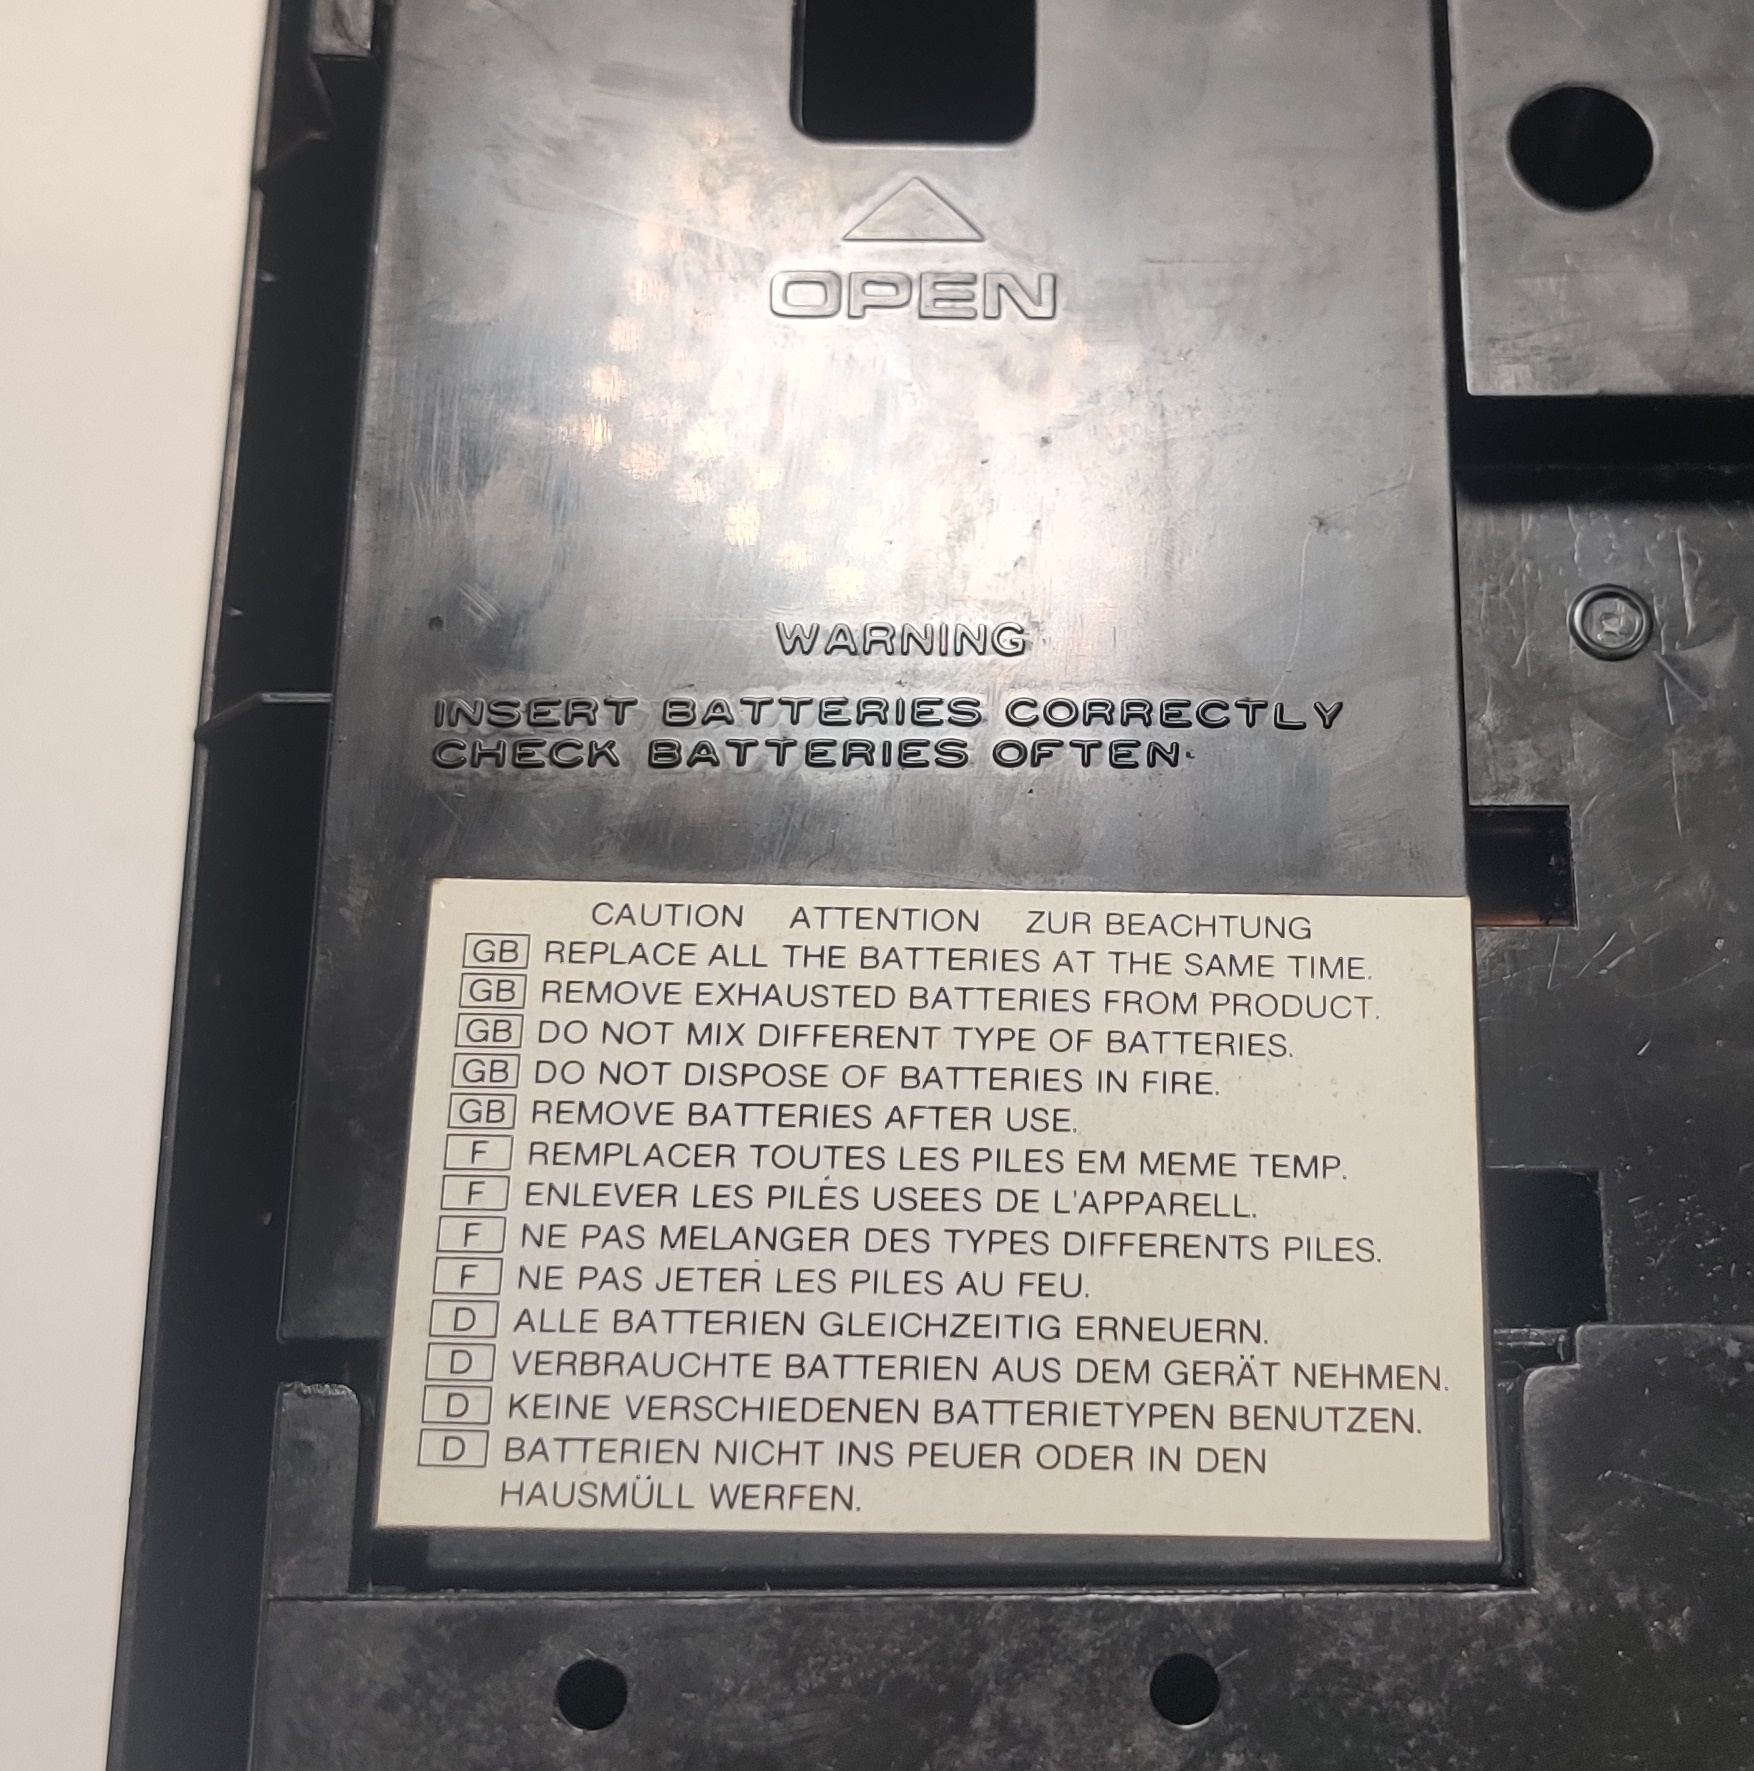 OPEN
WARNING
INSERT BATTERIES CORRECTLY
CHECK BATTERIES OFTEN.
CAUTION ATTENTION ZUR BEACHTUNG
GB REPLACE ALL THE BATTERIES AT THE SAME TIME.
GB REMOVE EXHAUSTED BATTERIES FROM PRODUCT.
GB DO NOT MIX DIFFERENT TYPE OF BATTERIES.
GB DO NOT DISPOSE OF BATTERIES IN FIRE.
GB REMOVE BATTERIES AFTER USE.
F REMPLACER TOUTES LES PILES EM MEME TEMP.
F ENLEVER LES PILES USEES DE L'APPARELL.
F NE PAS MELANGER DES TYPES DIFFERENTS PILES.
F NE PAS JETER LES PILES AU FEU.
D ALLE BATTERIEN GLEICHZEITIG ERNEUERN.
D VERBRAUCHTE BATTERIEN AUS DEM GERÄT NEHMEN.
D KEINE VERSCHIEDENEN BATTERIETYPEN BENUTZEN.
D BATTERIEN NICHT INS PEUER ODER IN DEN
HAUSMÜLL WERFEN.